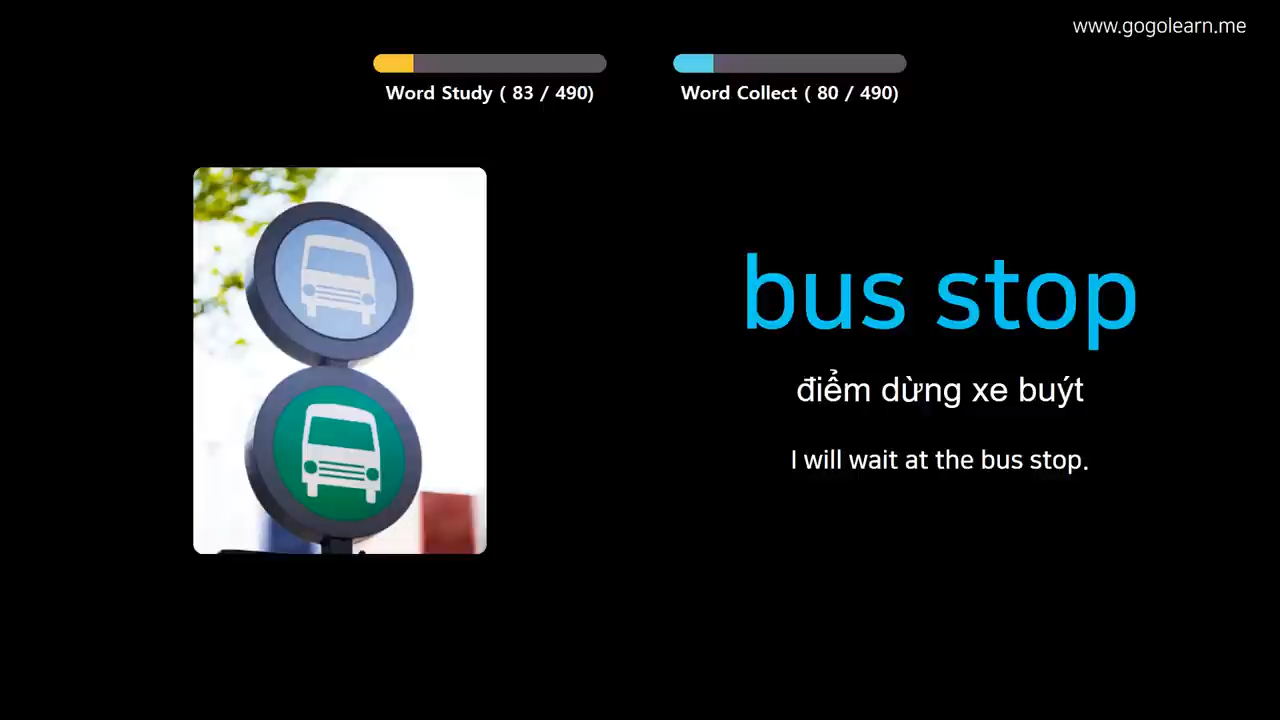 www.gogolearn.me
Word Study ( 83 / 490)
Word Collect ( 80 / 490)
bus stop
điểm dừng xe buýt
I will wait at the bus stop.